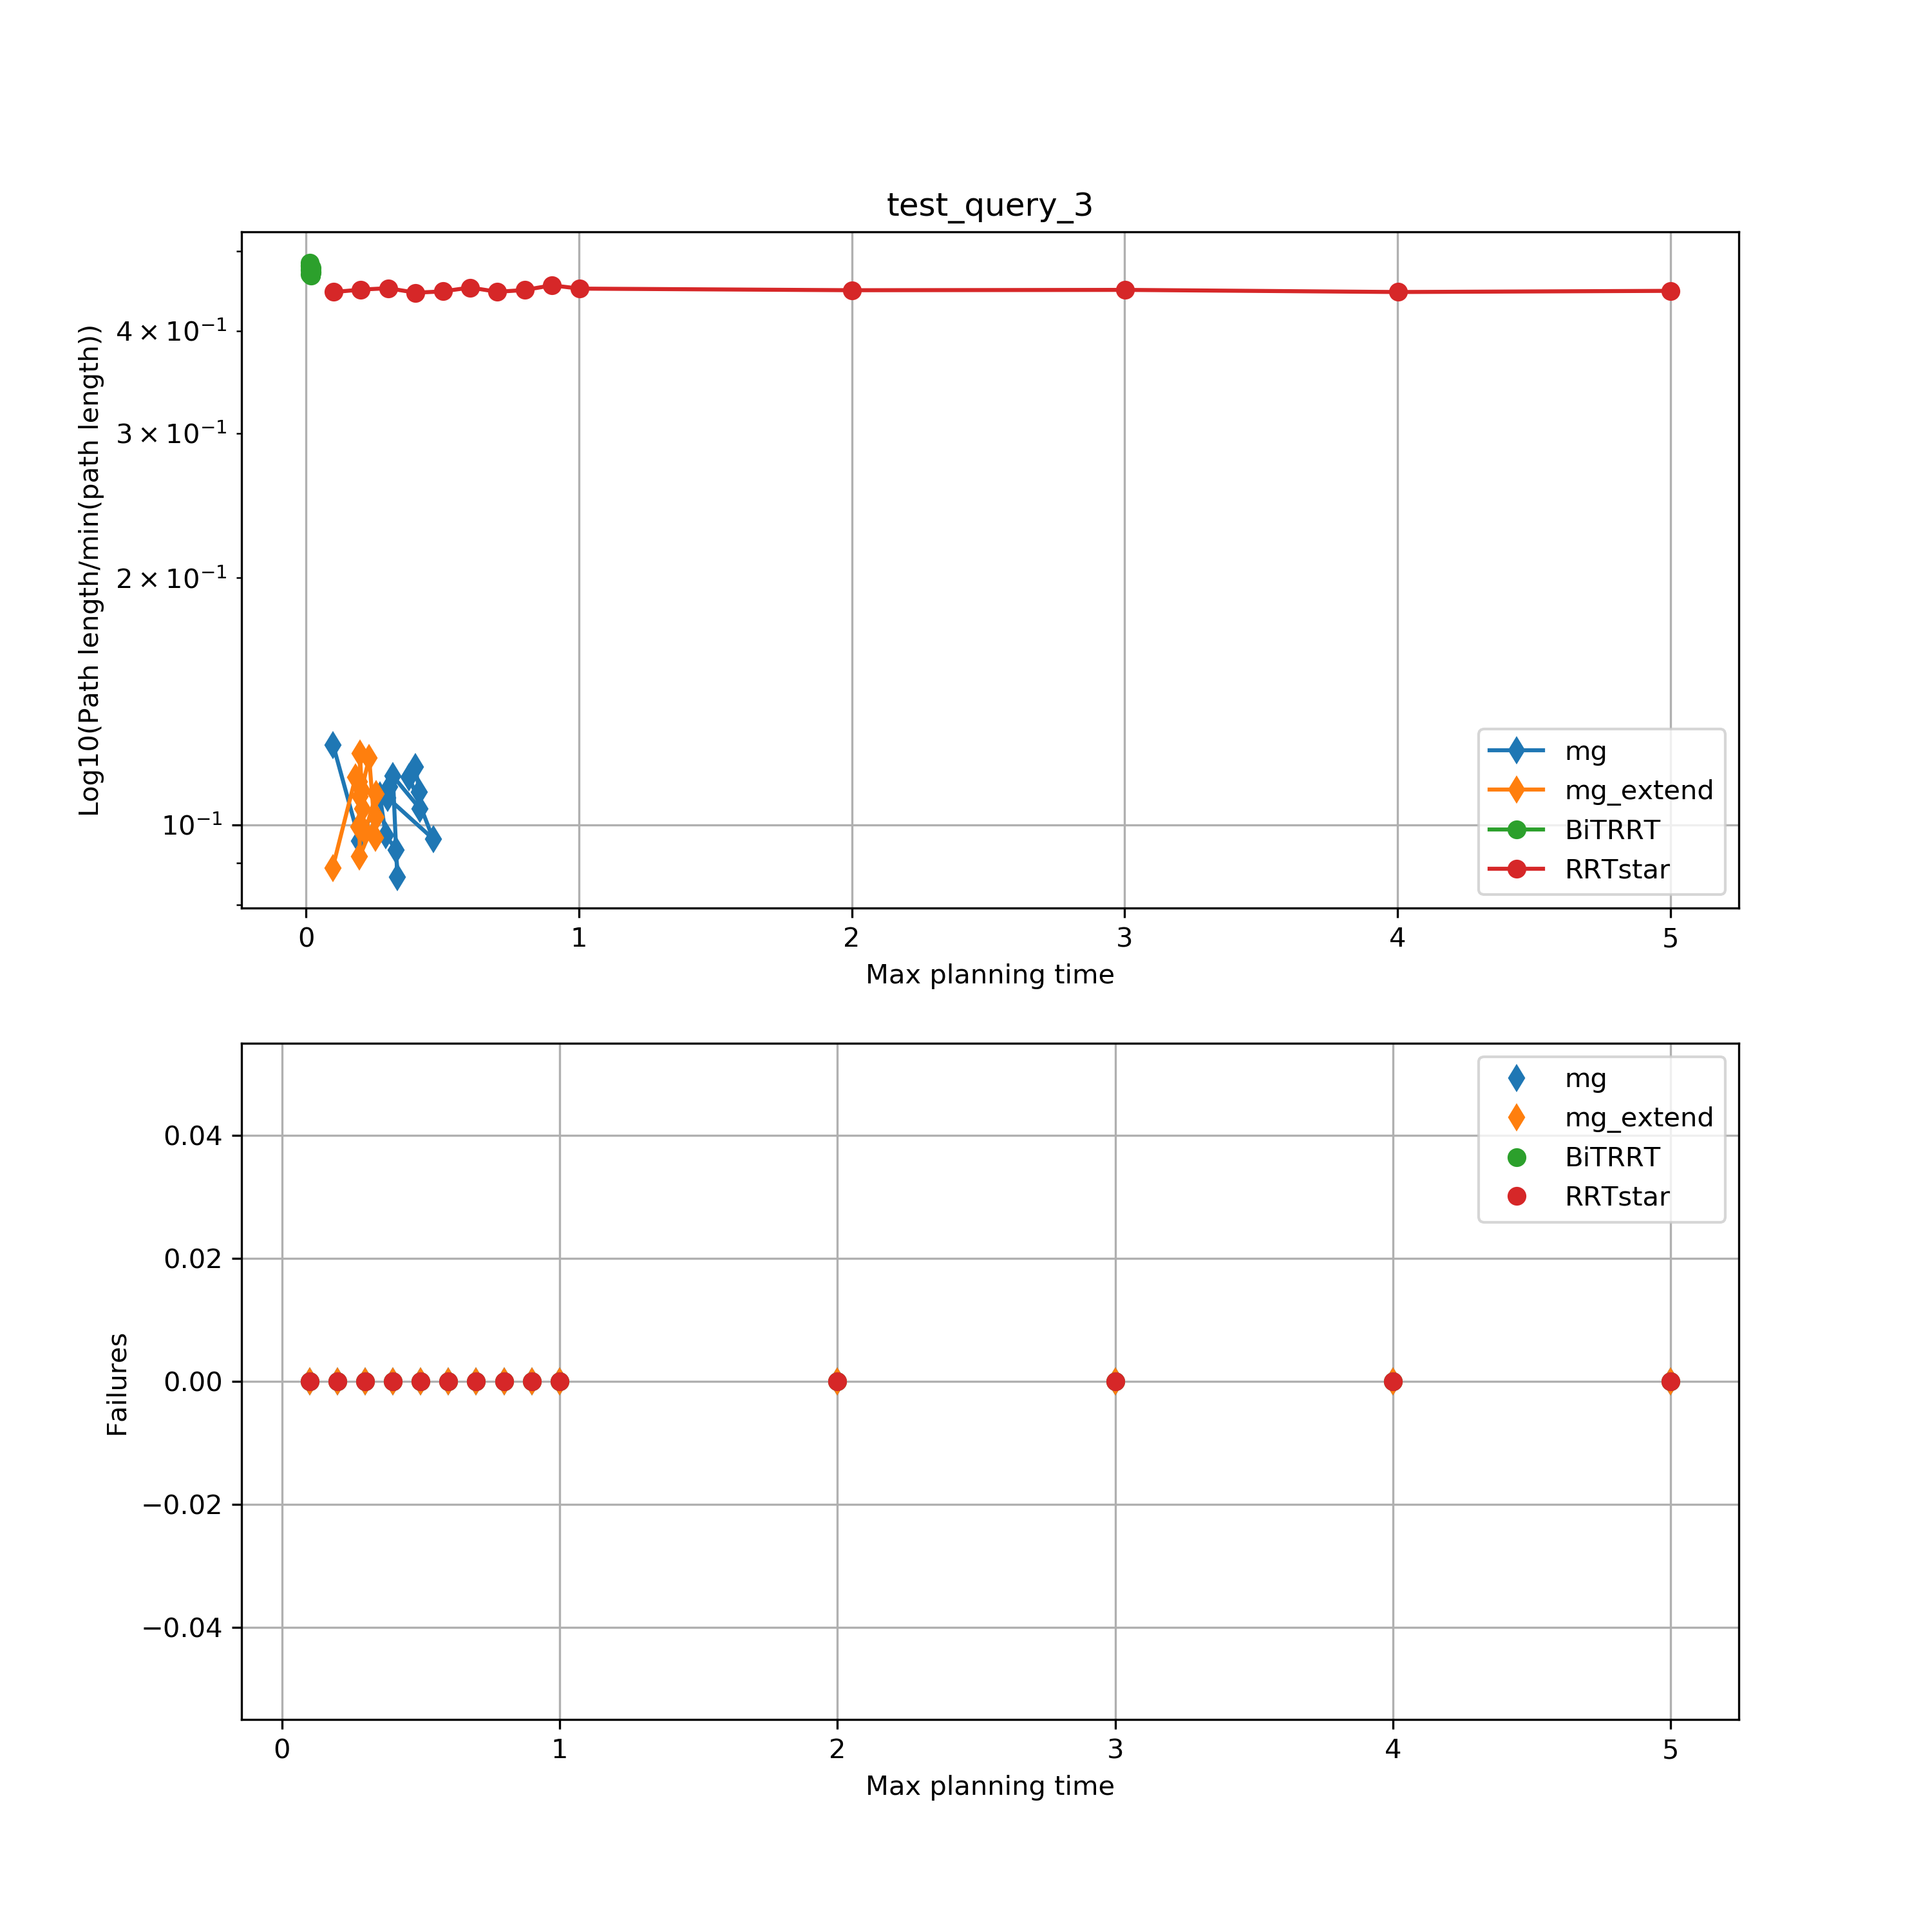 test_query_3
Log10(Path length/min(path length))
4 × 10⁻¹
3 × 10⁻¹
2 × 10⁻¹
10⁻¹
mg
mg_extend
BiTRRT
RRTstar
0 1 2 3 4 5
Max planning time
Failures
0.04
0.02
0.00
−0.02
−0.04
mg
mg_extend
BiTRRT
RRTstar
0 1 2 3 4 5
Max planning time